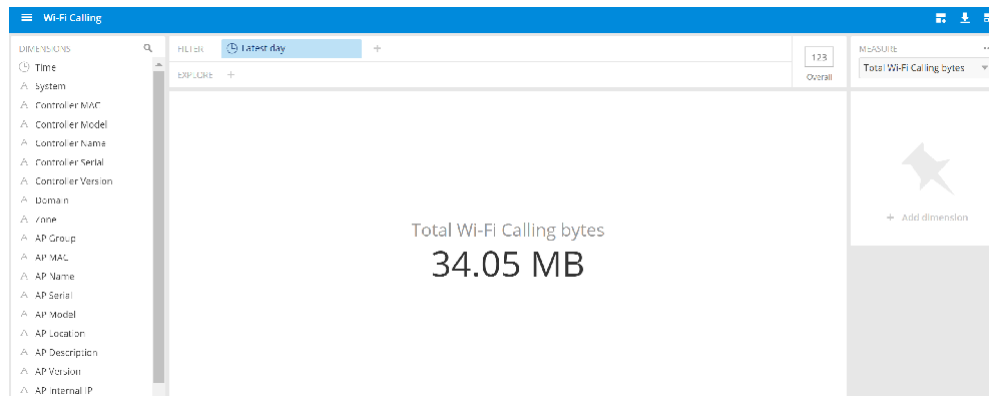 Wi-Fi Calling
DIMENSIONS
Time
System
Controller MAC
Controller Model
Controller Name
Controller Serial
Controller Version
Domain
Zone
AP Group
AP MAC
AP Name
AP Serial
AP Model
AP Location
AP Description
AP Version
AP Internal IP
FILTER
Latest day
+
EXPLORE +
123
Overall
Total Wi-Fi Calling bytes
34.05 MB
MEASURE
Total Wi-Fi Calling bytes
+ Add dimension